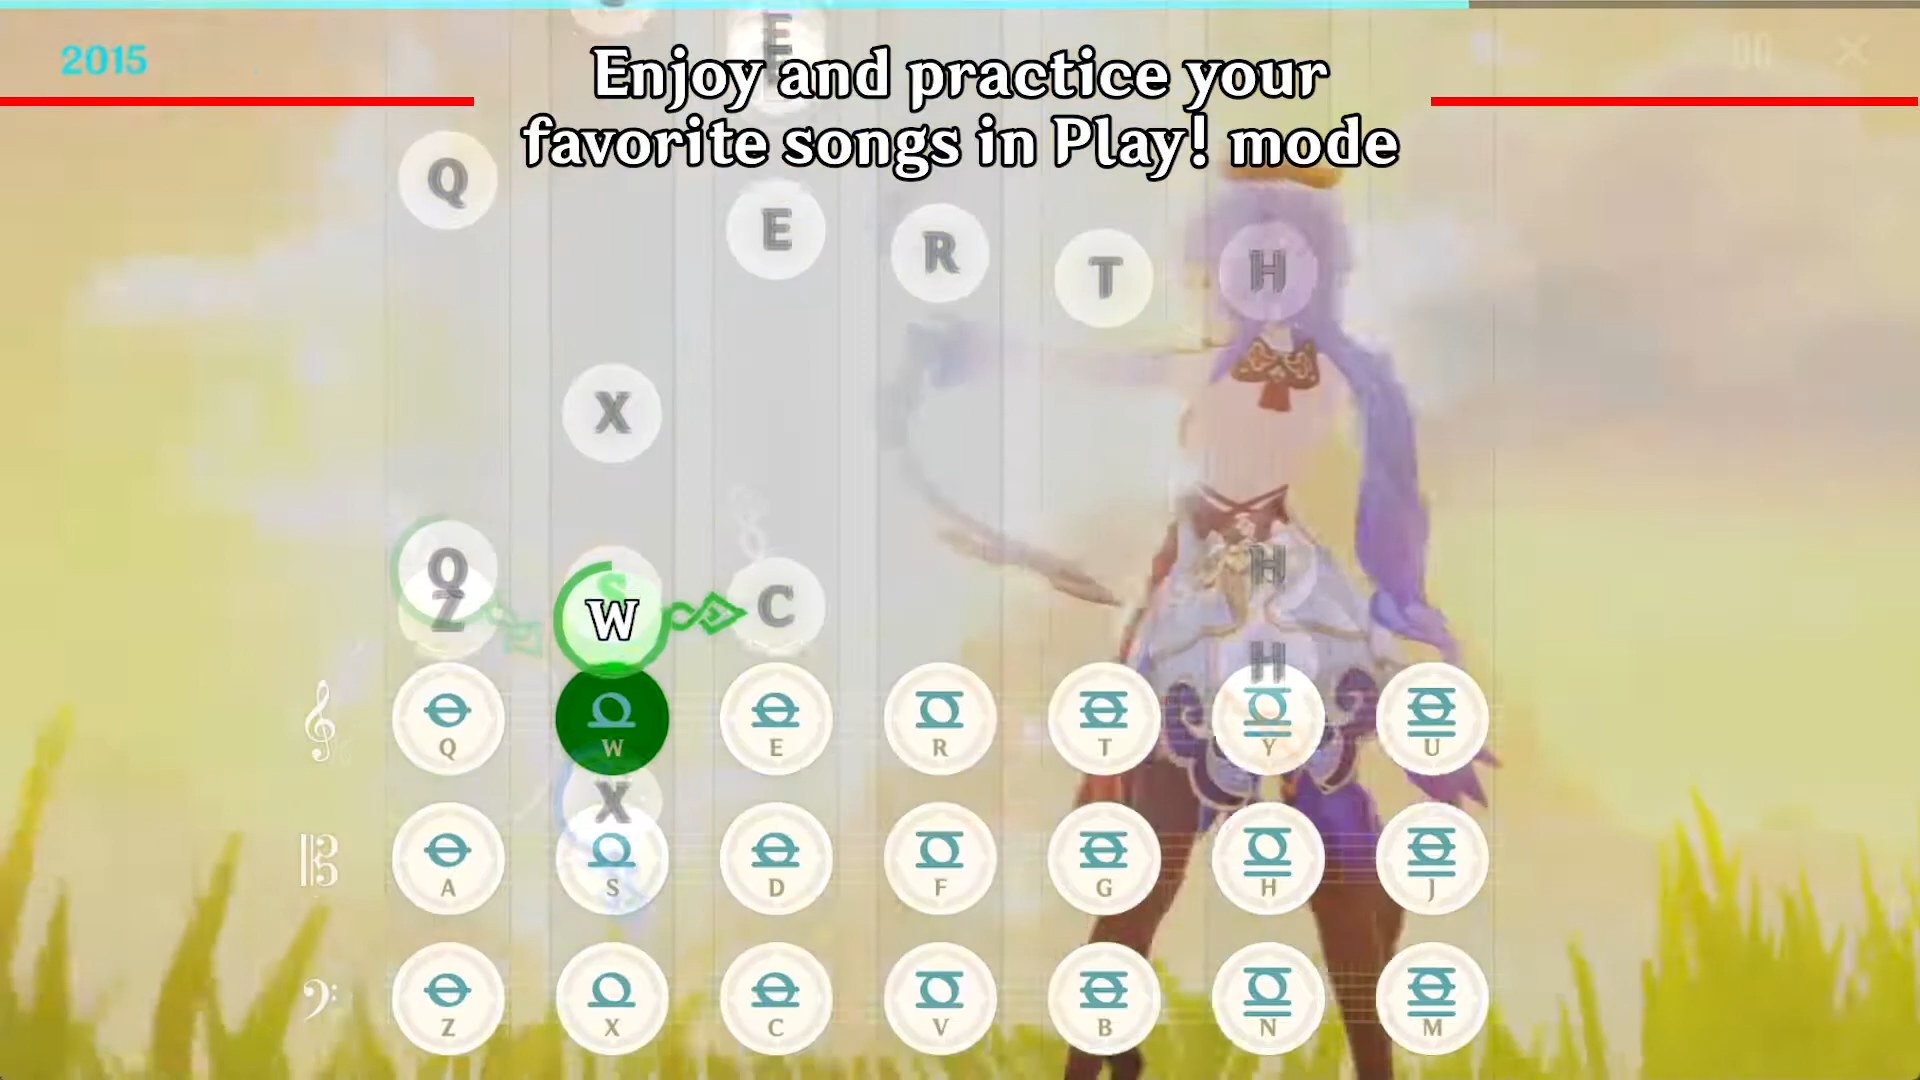 E
2015
Enjoy and practice your
favorite songs in Play! mode
Q
E
R
T
H
X
Q
Z
S
W
C
H
H
Q
W
E
R
T
Y
U
X
A
S
D
F
G
H
J
Z
X
C
V
B
N
M